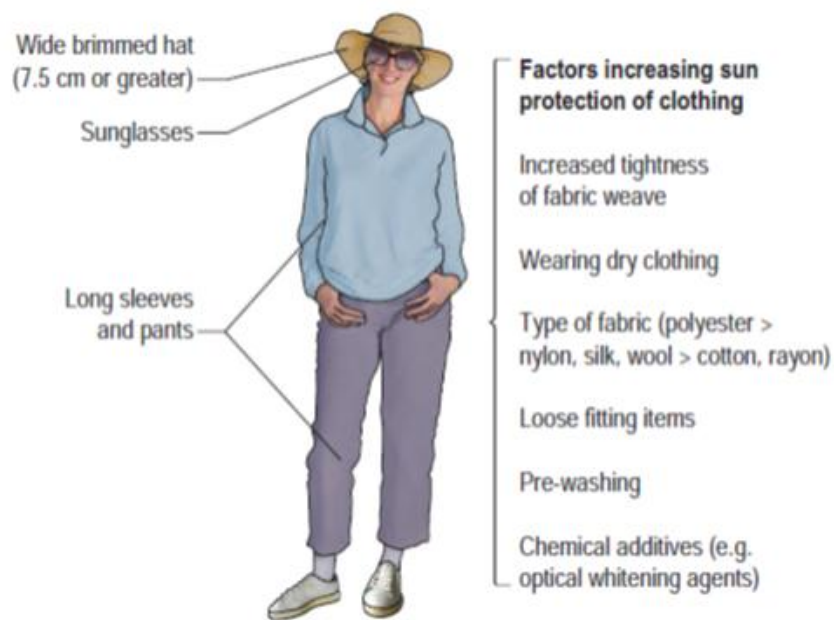 Wide brimmed hat
(7.5 cm or greater)
Sunglasses
Long sleeves
and pants
Factors increasing sun
protection of clothing
Increased tightness
of fabric weave
Wearing dry clothing
Type of fabric (polyester >
nylon, silk, wool > cotton, rayon)
Loose fitting items
Pre-washing
Chemical additives (e.g.
optical whitening agents)